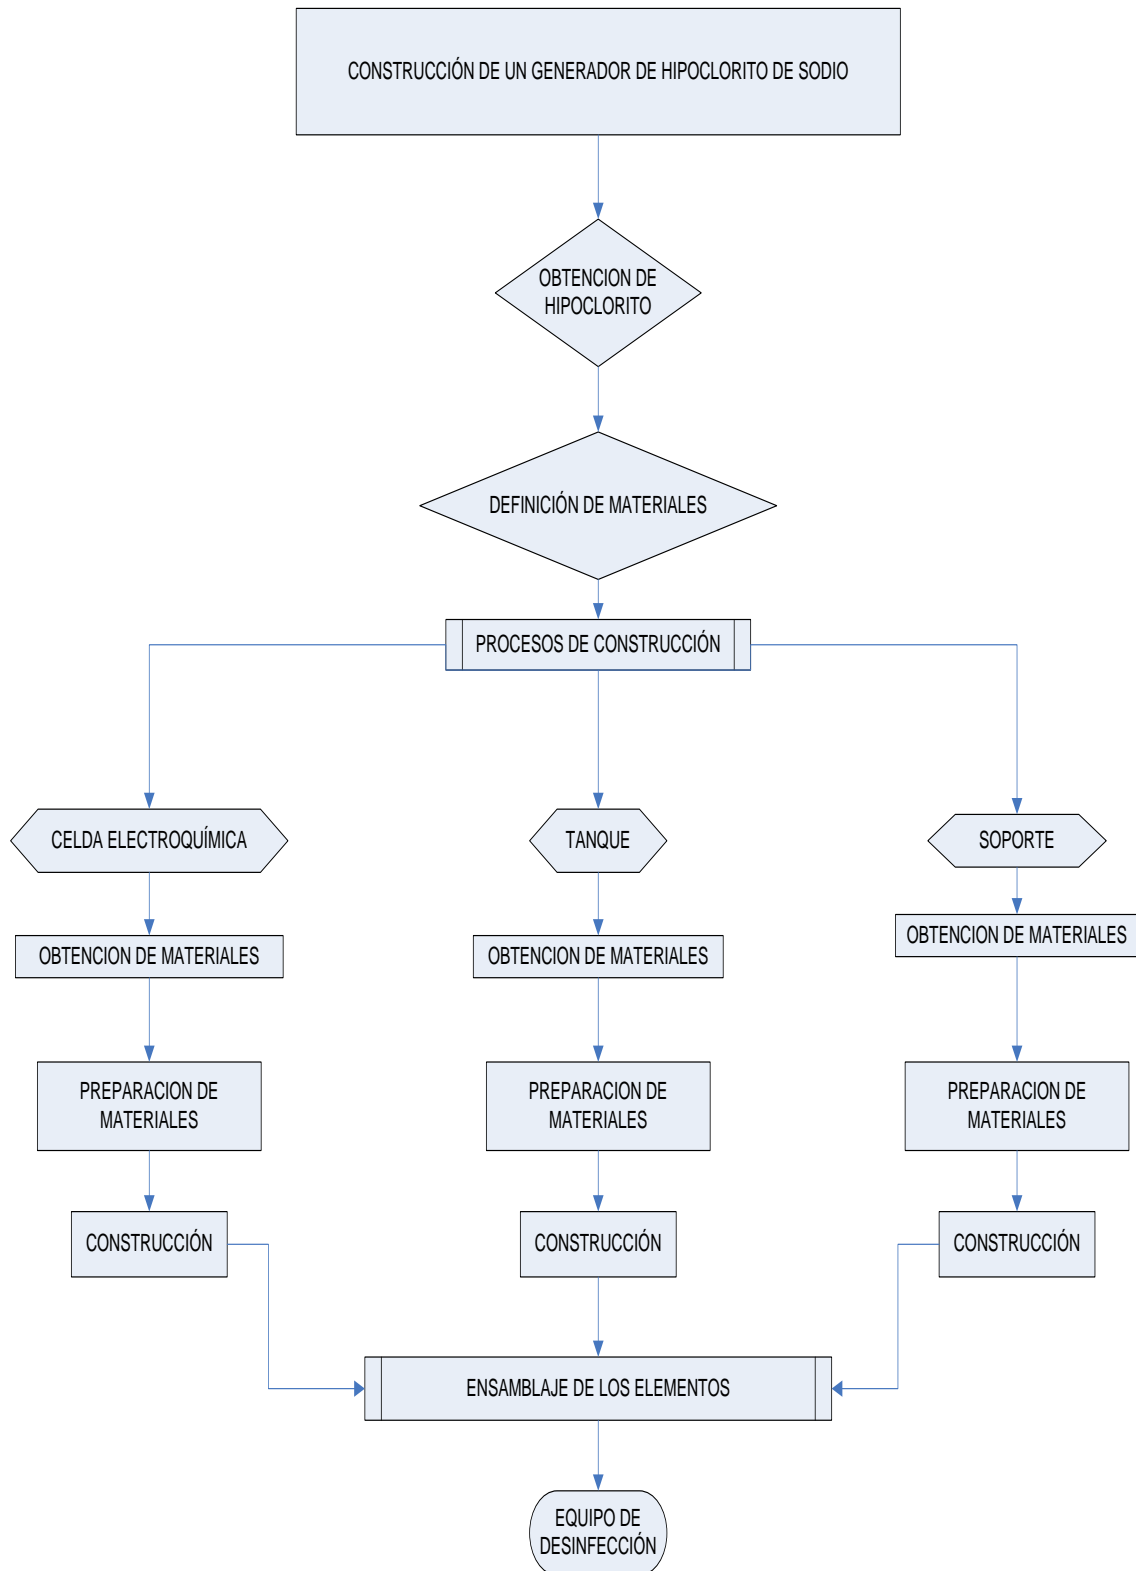 CONSTRUCCIÓN DE UN GENERADOR DE HIPOCLORITO DE SODIO
OBTENCION DE
HIPOCLORITO
DEFINICIÓN DE MATERIALES
PROCESOS DE CONSTRUCCIÓN
CELDA ELECTROQUÍMICA
TANQUE
SOPORTE
OBTENCION DE MATERIALES
OBTENCION DE MATERIALES
OBTENCION DE MATERIALES
PREPARACION DE
MATERIALES
PREPARACION DE
MATERIALES
PREPARACION DE
MATERIALES
CONSTRUCCIÓN
CONSTRUCCIÓN
CONSTRUCCIÓN
ENSAMBLAJE DE LOS ELEMENTOS
EQUIPO DE
DESINFECCIÓN